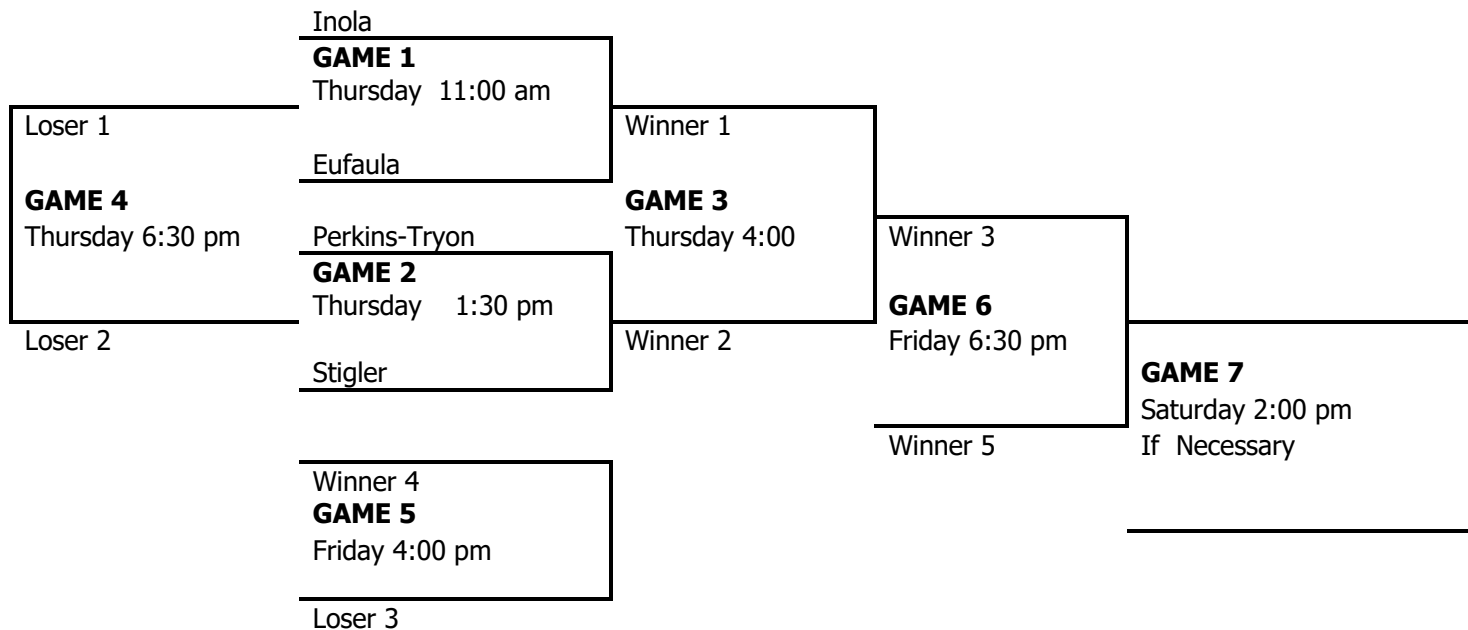 Inola
GAME 1
Thursday 11:00 am
Loser 1
Winner 1
Eufaula
GAME 4
GAME 3
Thursday 6:30 pm
Perkins-Tryon
Thursday 4:00
Winner 3
GAME 2
Thursday 1:30 pm
GAME 6
Loser 2
Winner 2
Friday 6:30 pm
Stigler
GAME 7
Saturday 2:00 pm
Winner 5
If Necessary
Winner 4
GAME 5
Friday 4:00 pm
Loser 3